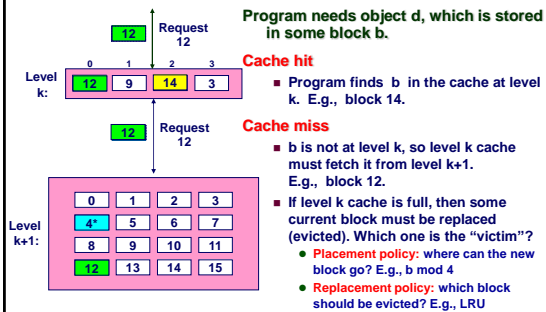 12
Request
12
0 1 2 3
Level
k:
12 9 14 3
12
Request
12
Level
k+1:
0 1 2 3
4* 5 6 7
8 9 10 11
12 13 14 15
Program needs object d, which is stored
in some block b.
Cache hit
Program finds b in the cache at level
k. E.g., block 14.
Cache miss
b is not at level k, so level k cache
must fetch it from level k+1.
E.g., block 12.
If level k cache is full, then some
current block must be replaced
(evicted). Which one is the “victim”?
Placement policy: where can the new
block go? E.g., b mod 4
Replacement policy: which block
should be evicted? E.g., LRU